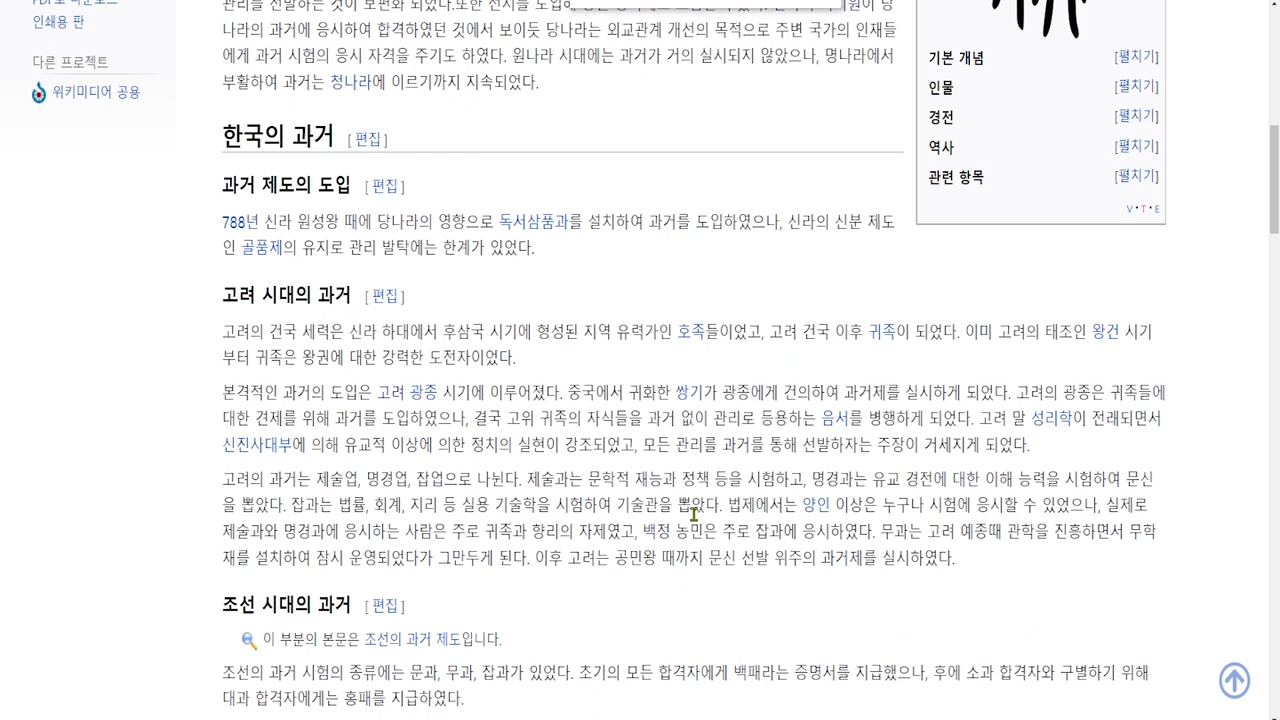 인쇄용 판
다른 프로젝트
위키미디어 공용
나라의 과거에 응시하여 합격하였던 것에서 보이듯 당나라는 외교관계 개선의 목적으로 주변 국가의 인재들
에게 과거 시험의 응시 자격을 주기도 하였다. 원나라 시대에는 과거가 거의 실시되지 않았으나, 명나라에서
부활하여 과거는 청나라에 이르기까지 지속되었다.
기본 개념 [펼치기]
인물 [펼치기]
경전 [펼치기]
역사 [펼치기]
관련 항목 [펼치기]
V · T · E
한국의 과거 [ 편집 ]
과거 제도의 도입 [ 편집 ]
788년 신라 원성왕 때에 당나라의 영향으로 독서삼품과를 설치하여 과거를 도입하였으나, 신라의 신분 제도
인 골품제의 유지로 관리 발탁에는 한계가 있었다.
고려 시대의 과거 [ 편집 ]
고려의 건국 세력은 신라 하대에서 후삼국 시기에 형성된 지역 유력가인 호족들이었고, 고려 건국 이후 귀족이 되었다. 이미 고려의 태조인 왕건 시기
부터 귀족은 왕권에 대한 강력한 도전자이었다.
본격적인 과거의 도입은 고려 광종 시기에 이루어졌다. 중국에서 귀화한 쌍기가 광종에게 건의하여 과거제를 실시하게 되었다. 고려의 광종은 귀족들에
대한 견제를 위해 과거를 도입하였으나, 결국 고위 귀족의 자식들을 과거 없이 관리로 등용하는 음서를 병행하게 되었다. 고려 말 성리학이 전래되면서
신진사대부에 의해 유교적 이상에 의한 정치의 실현이 강조되었고, 모든 관리를 과거를 통해 선발하자는 주장이 거세지게 되었다.
고려의 과거는 제술업, 명경업, 잡업으로 나뉜다. 제술과는 문학적 재능과 정책 등을 시험하고, 명경과는 유교 경전에 대한 이해 능력을 시험하여 문신
을 뽑았다. 잡과는 법률, 회계, 지리 등 실용 기술학을 시험하여 기술관을 뽑았다. 법제에서는 양인 이상은 누구나 시험에 응시할 수 있었으나, 실제로
제술과와 명경과에 응시하는 사람은 주로 귀족과 향리의 자제였고, 백정 농민은 주로 잡과에 응시하였다. 무과는 고려 예종때 관학을 진흥하면서 무학
재를 설치하여 잠시 운영되었다가 그만두게 된다. 이후 고려는 공민왕 때까지 문신 선발 위주의 과거제를 실시하였다.
조선 시대의 과거 [ 편집 ]
이 부분의 본문은 조선의 과거 제도입니다.
조선의 과거 시험의 종류에는 문과, 무과, 잡과가 있었다. 초기의 모든 합격자에게 백패라는 증명서를 지급했으나, 후에 소과 합격자와 구별하기 위해
대과 합격자에게는 홍패를 지급하였다.